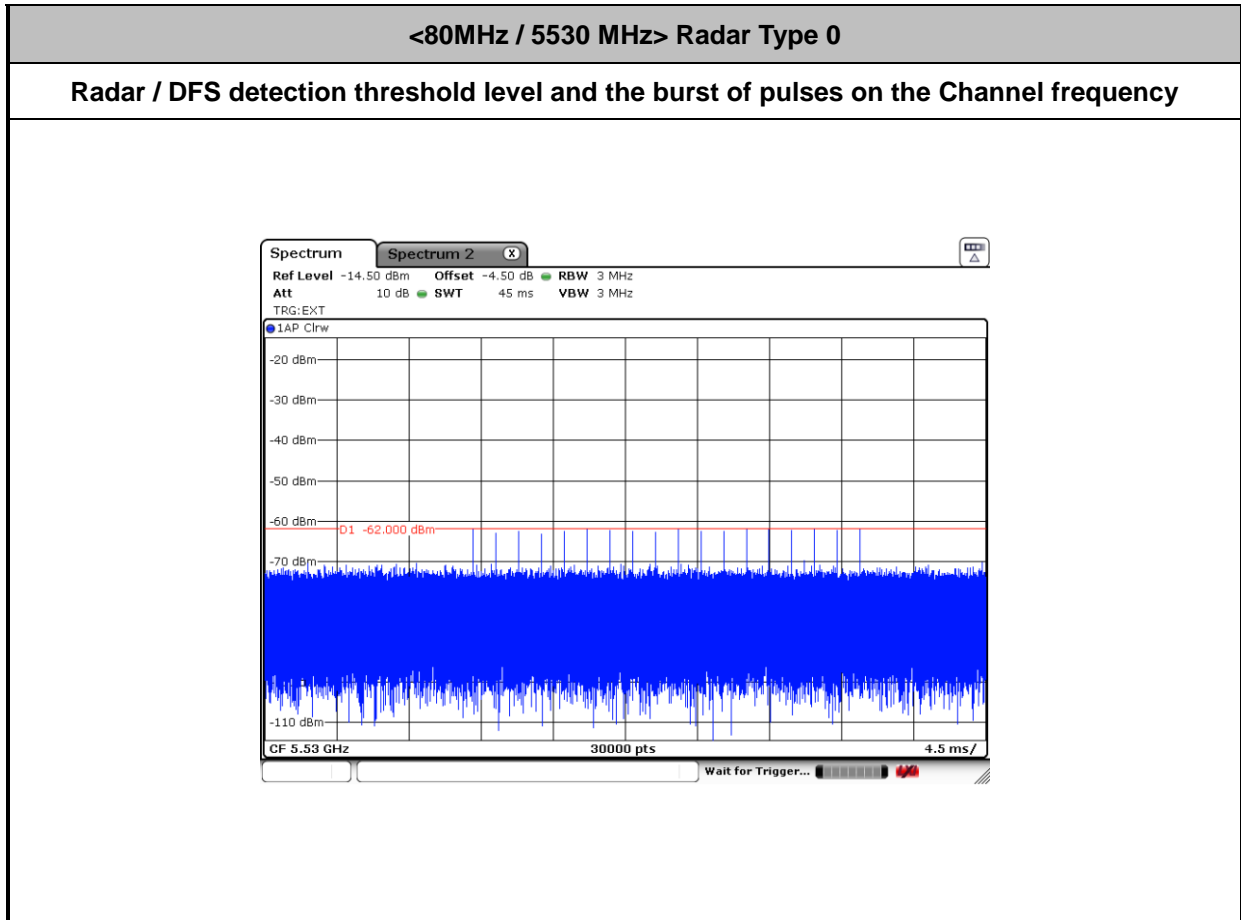 <80MHz / 5530 MHz> Radar Type 0
Radar / DFS detection threshold level and the burst of pulses on the Channel frequency
Spectrum Spectrum 2 X
Ref Level -14.50 dBm Offset -4.50 dB RBW 3 MHz
Att 10 dB SWT 45 ms VBW 3 MHz
TRG:EXT
1AP Clrw
-20 dBm
-30 dBm
-40 dBm
-50 dBm
-60 dBm
D1 -62.000 dBm
-70 dBm
-110 dBm
CF 5.53 GHz 30000 pts 4.5 ms/
Wait for Trigger...